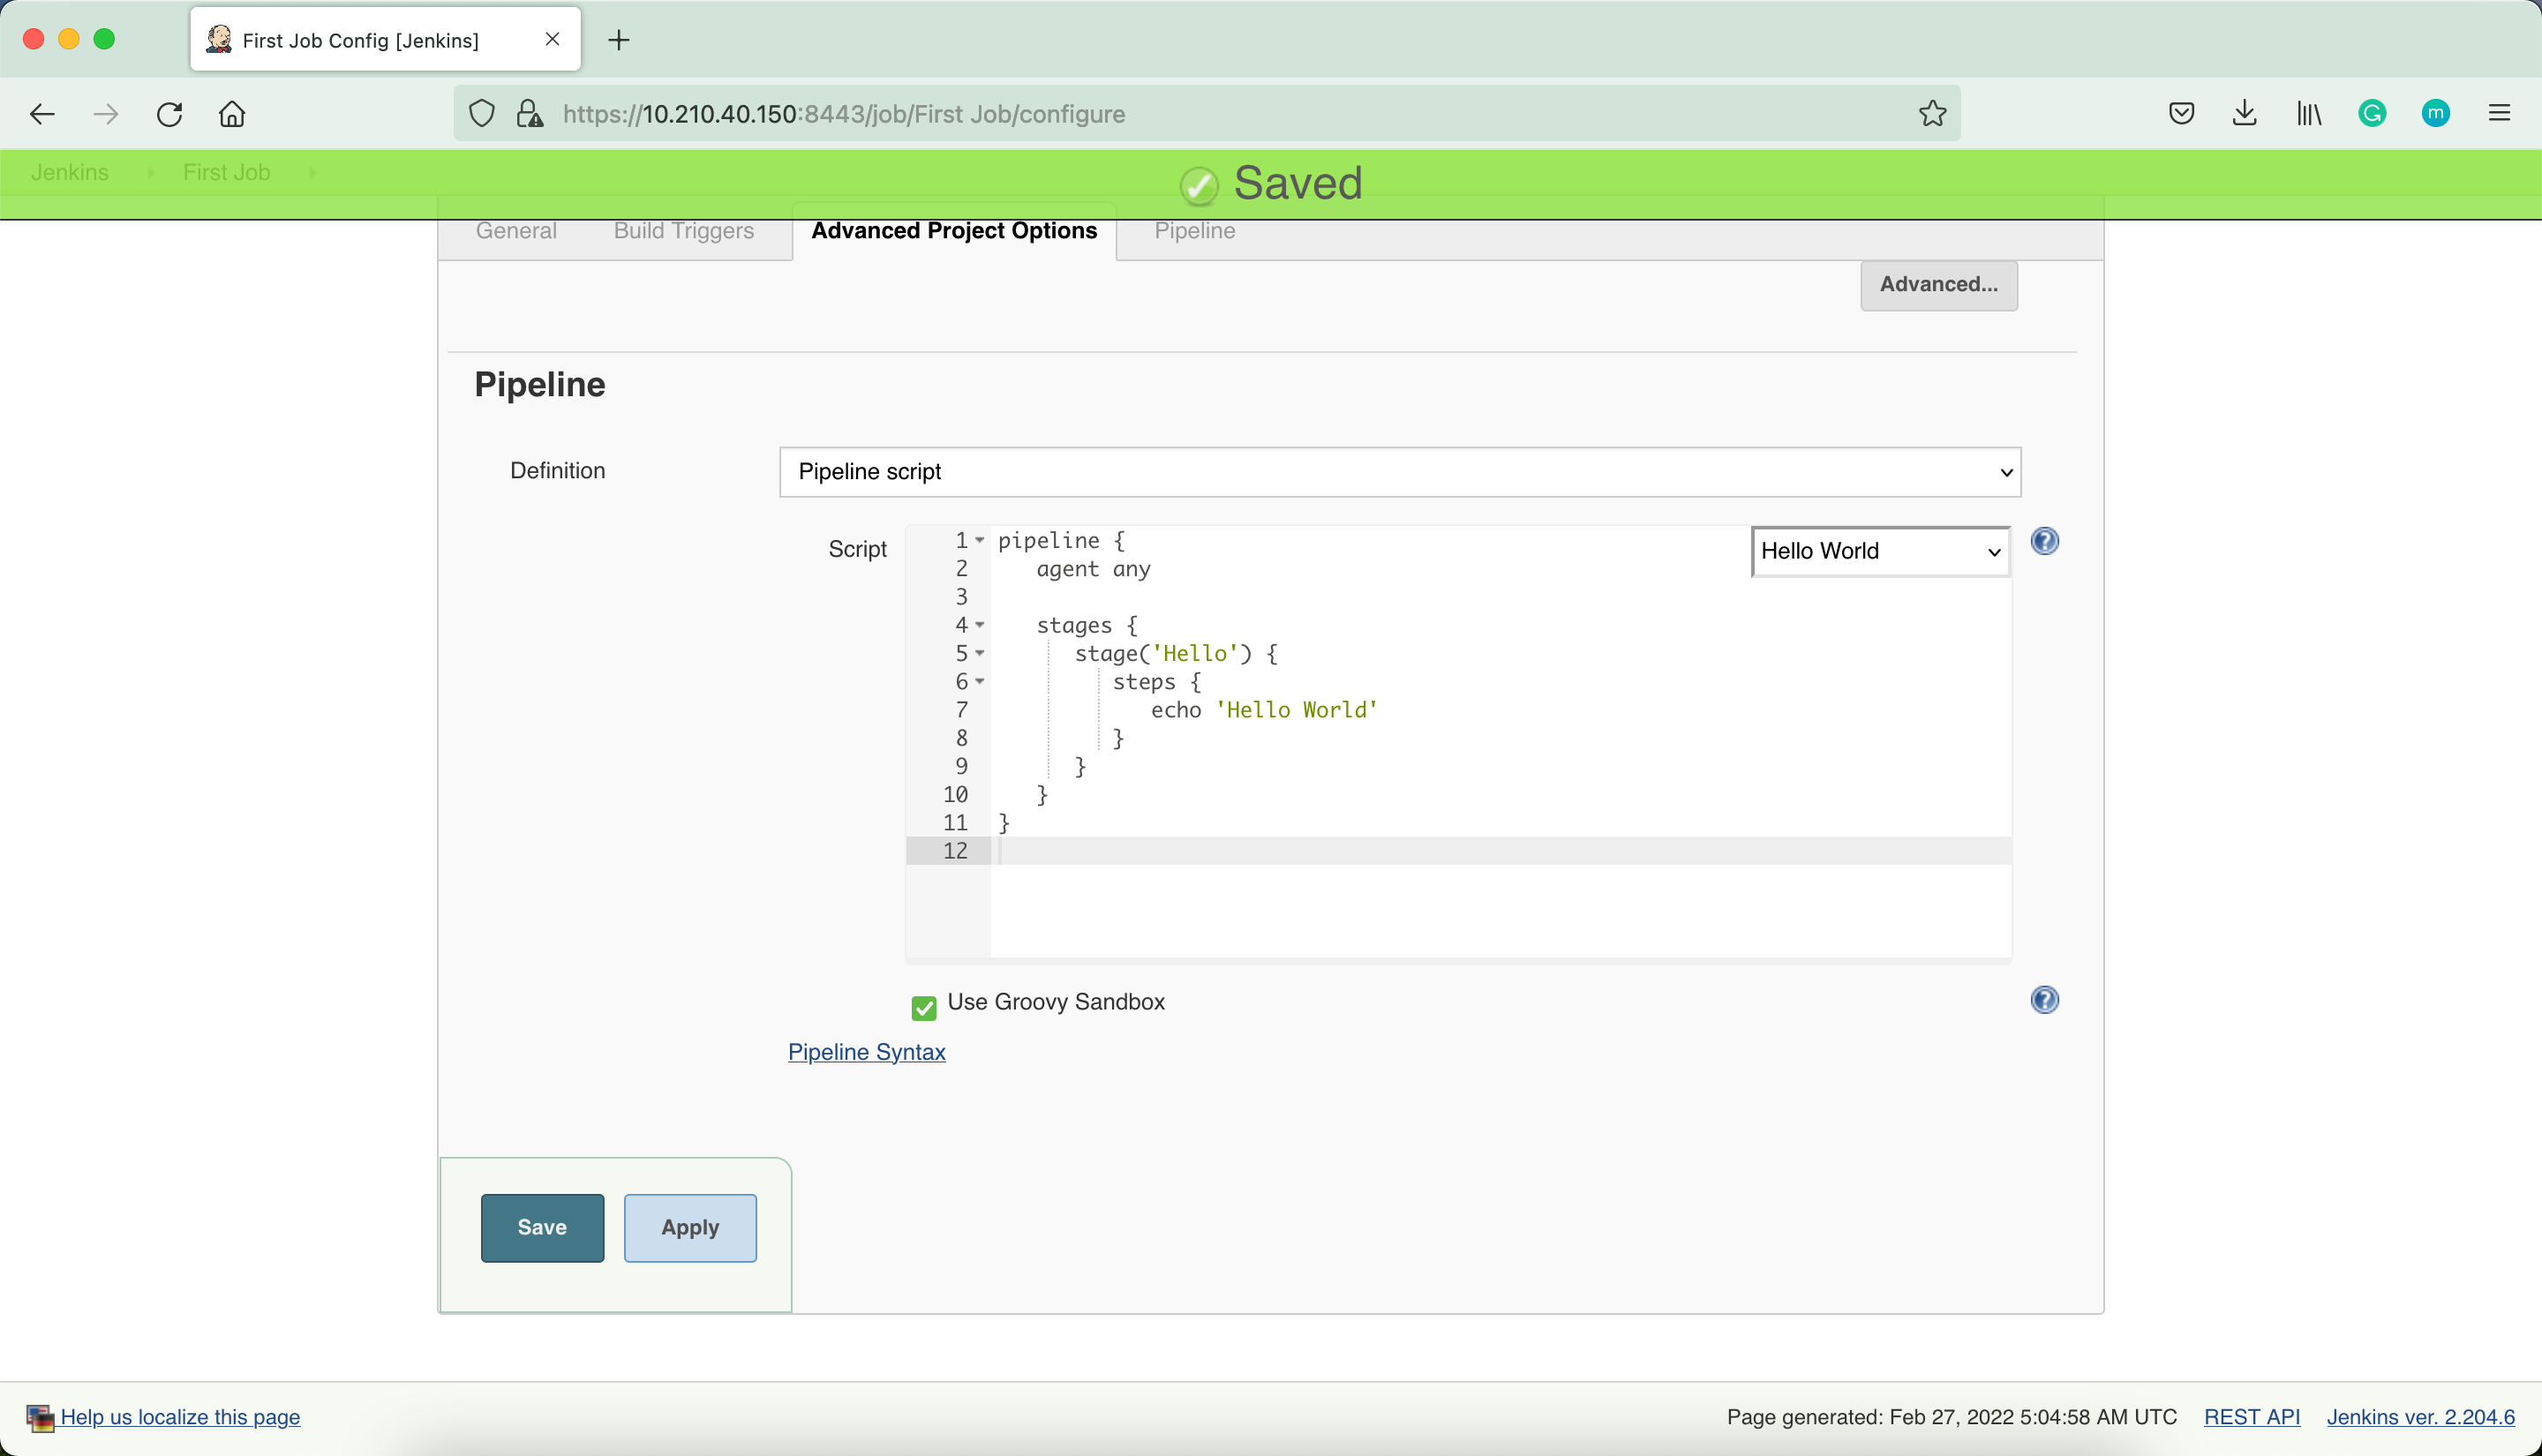 First Job Config [Jenkins]
https://10.210.40.150:8443/job/First Job/configure
m
Jenkins First Job
Saved
General Build Triggers Advanced Project Options Pipeline
Advanced...
Pipeline
Definition Pipeline script
Script
Hello World
1 pipeline {
2 agent any
3
4 stages {
5 stage('Hello') {
6 steps {
7 echo 'Hello World'
8 }
9 }
10 }
11 }
12
Use Groovy Sandbox
Pipeline Syntax
Save Apply
Help us localize this page Page generated: Feb 27, 2022 5:04:58 AM UTC REST API Jenkins ver. 2.204.6